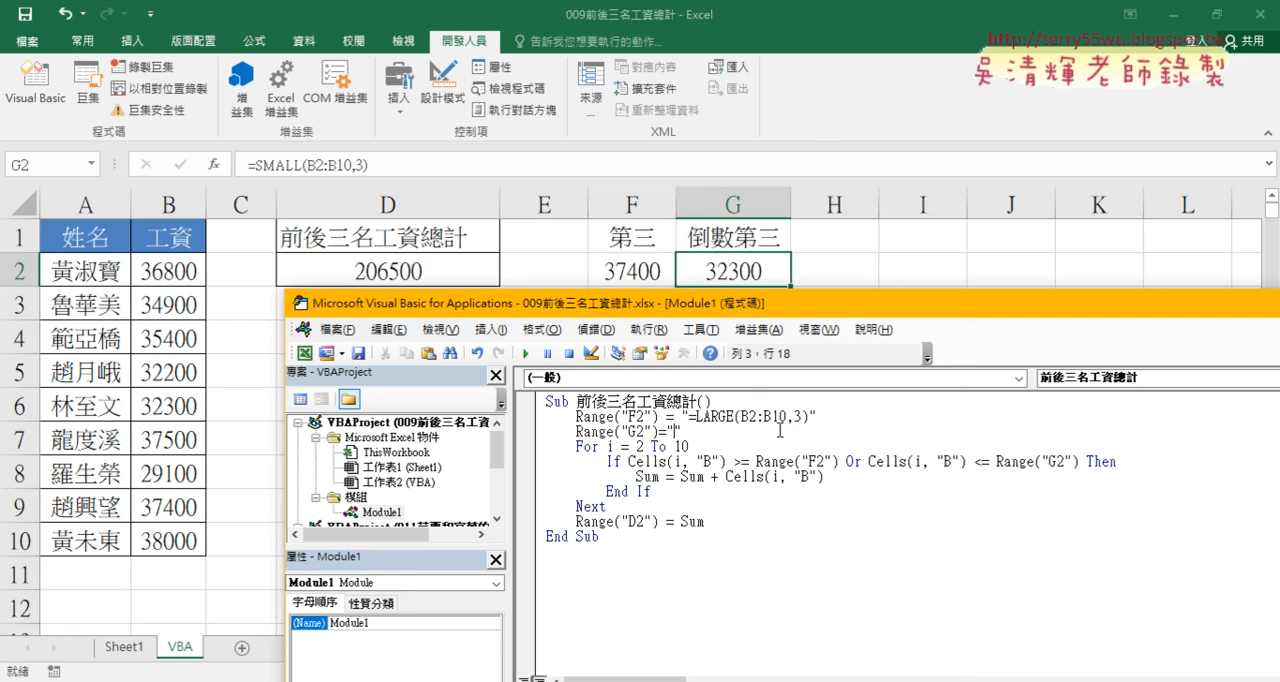 009前後三名工資總計 - Excel
http://terry55wu.blogspot.tw
登入 共用
吳清輝老師錄製
檔案 常用 插入 版面配置 公式 資料 校閱 檢視 開發人員 告訴我您想要執行的動作...
Visual Basic 巨集 錄製巨集 以相對位置錄製 巨集安全性
程式碼
增益集 Excel 增益集 COM 增益集
增益集
插入 設計模式 屬性 檢視程式碼 執行對話方塊
控制項
來源 ... 對應內容 擴充套件 重新整理資料 匯入 匯出
XML
G2 fx =SMALL(B2:B10,3)
A B C D E F G H I J K L
1 姓名 工資 前後三名工資總計 第三 倒數第三
2 黃淑寶 36800 206500 37400 32300
3 魯華美 34900
4 範亞橋 35400
5 趙月峨 32200
6 林至文 32300
7 龍度溪 37500
8 羅生榮 29100
9 趙興望 37400
10 黃未東 38000
11
12
Sheet1 VBA
就緒
Microsoft Visual Basic for Applications - 009前後三名工資總計.xlsx - [Module1 (程式碼)]
檔案(F) 編輯(E) 檢視(V) 插入(I) 格式(O) 偵錯(D) 執行(R) 工具(T) 增益集(A) 視窗(W) 說明(H)
列 3，行 18
專案 - VBAProject
VBAProject (009前後三名工資總
Microsoft Excel 物件
ThisWorkbook
工作表1 (Sheet1)
工作表2 (VBA)
模組
Module1
屬性 - Module1
Module1 Module
字母順序 性質分類
(Name) Module1
(一般) 前後三名工資總計
Sub 前後三名工資總計()
Range("F2") = "=LARGE(B2:B10,3)"
Range("G2")=""
For i = 2 To 10
If Cells(i, "B") >= Range("F2") Or Cells(i, "B") <= Range("G2") Then
Sum = Sum + Cells(i, "B")
End If
Next
Range("D2") = Sum
End Sub